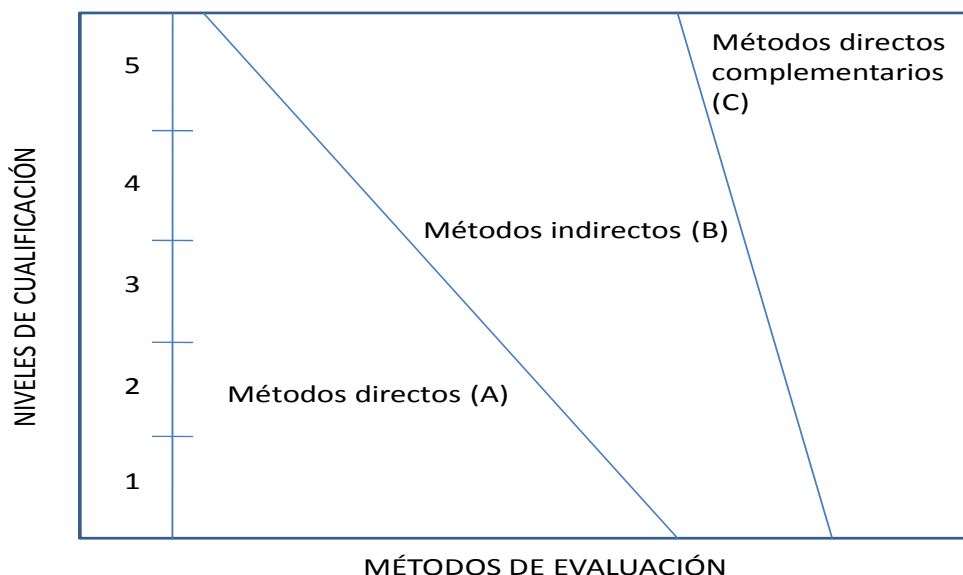 Métodos directos
complementarios
(C)
5
4
Métodos indirectos (B)
3
2
Métodos directos (A)
1
NIVELES DE CUALIFICACIÓN
MÉTODOS DE EVALUACIÓN